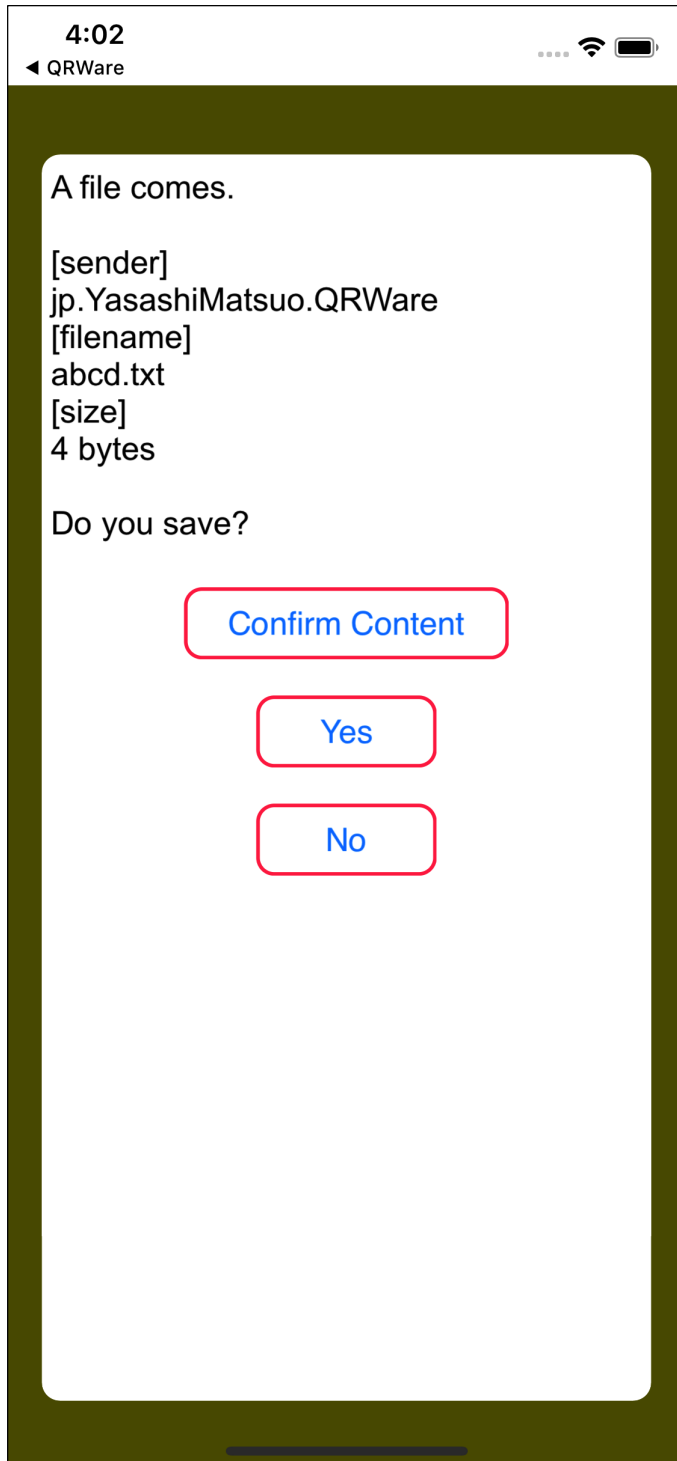 4:02
◀ QRWare
A file comes.
[sender]
jp.YasashiMatsuo.QRWare
[filename]
abcd.txt
[size]
4 bytes
Do you save?
Confirm Content
Yes
No